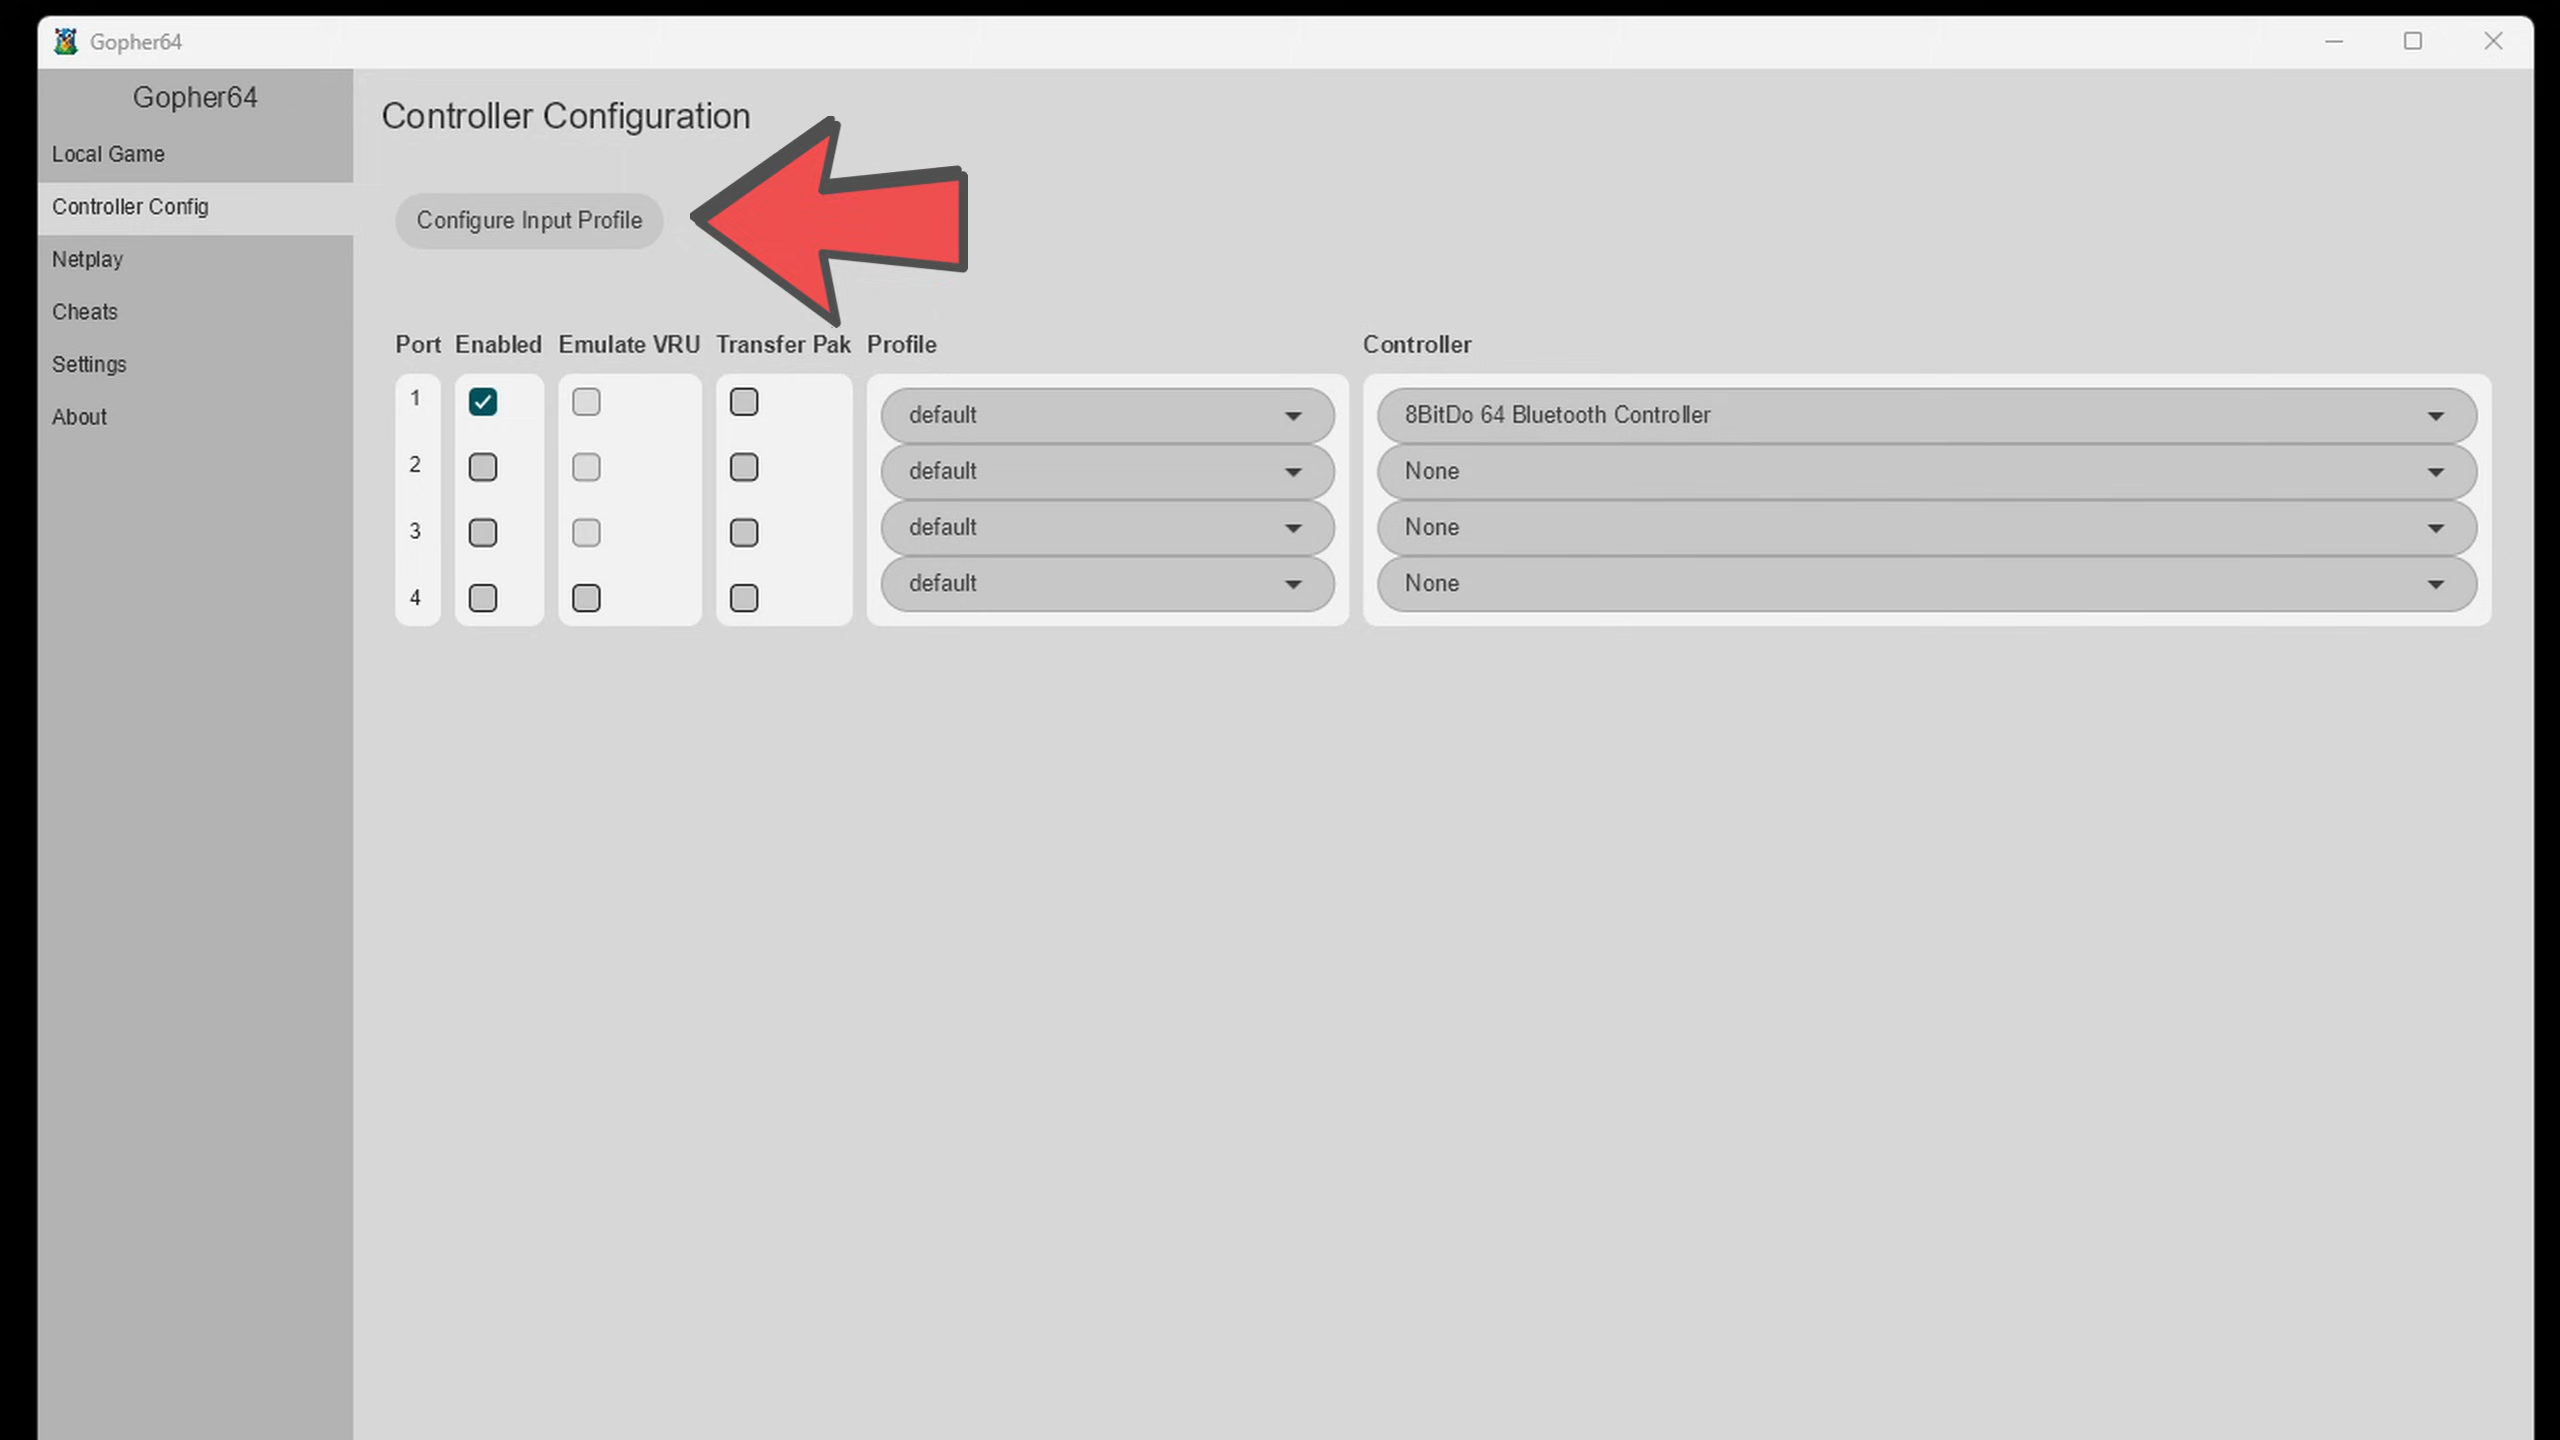 Gopher64
Gopher64
Local Game
Controller Config
Netplay
Cheats
Settings
About
Controller Configuration
Configure Input Profile
Port Enabled Emulate VRU Transfer Pak Profile Controller
1 default 8BitDo 64 Bluetooth Controller
2 default None
3 default None
4 default None